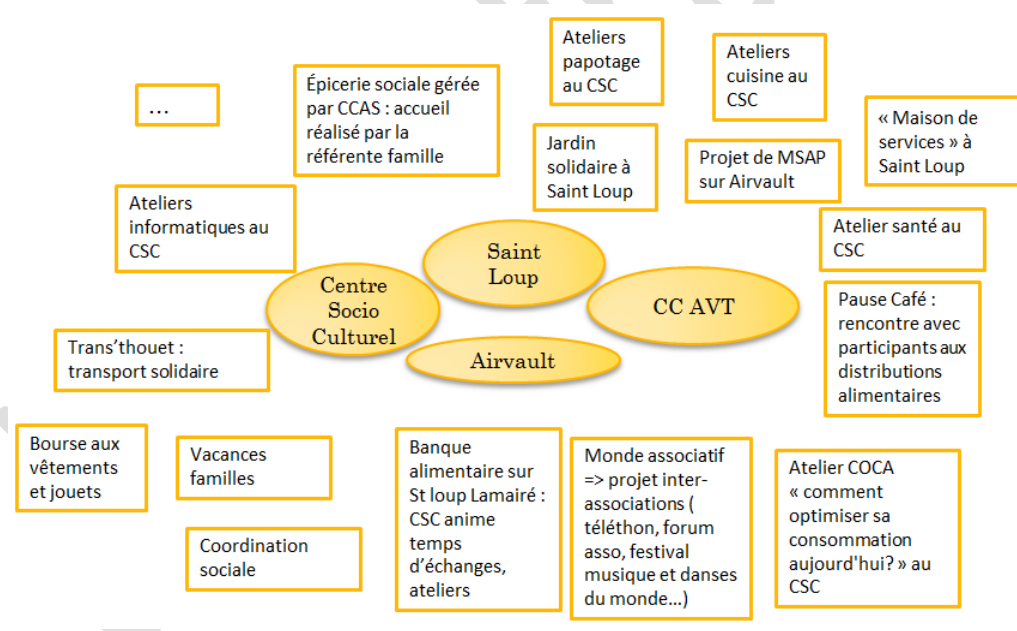 Ateliers
papotage
au CSC
Ateliers
cuisine au
CSC
Épicerie sociale gérée
par CCAS : accueil
réalisé par la
référente famille
…
« Maison de
services » à
Saint Loup
Jardin
solidaire à
Saint Loup
Projet de MSAP
sur Airvault
Ateliers
informatiques au
CSC
Atelier santé au
CSC
Saint
Loup
Centre
Socio
Culturel
CC AVT
Airvault
Pause Café :
rencontre avec
participants aux
distributions
alimentaires
Trans’thouet :
transport solidaire
Bourse aux
vêtements
et jouets
Vacances
familles
Banque
alimentaire sur
St loup Lamairé :
CSC anime
temps
d’échanges,
ateliers
Monde associatif
=> projet inter-
associations (
téléthon, forum
asso, festival
musique et danses
du monde…)
Atelier COCA
« comment
optimiser sa
consommation
aujourd'hui? » au
CSC
Coordination
sociale